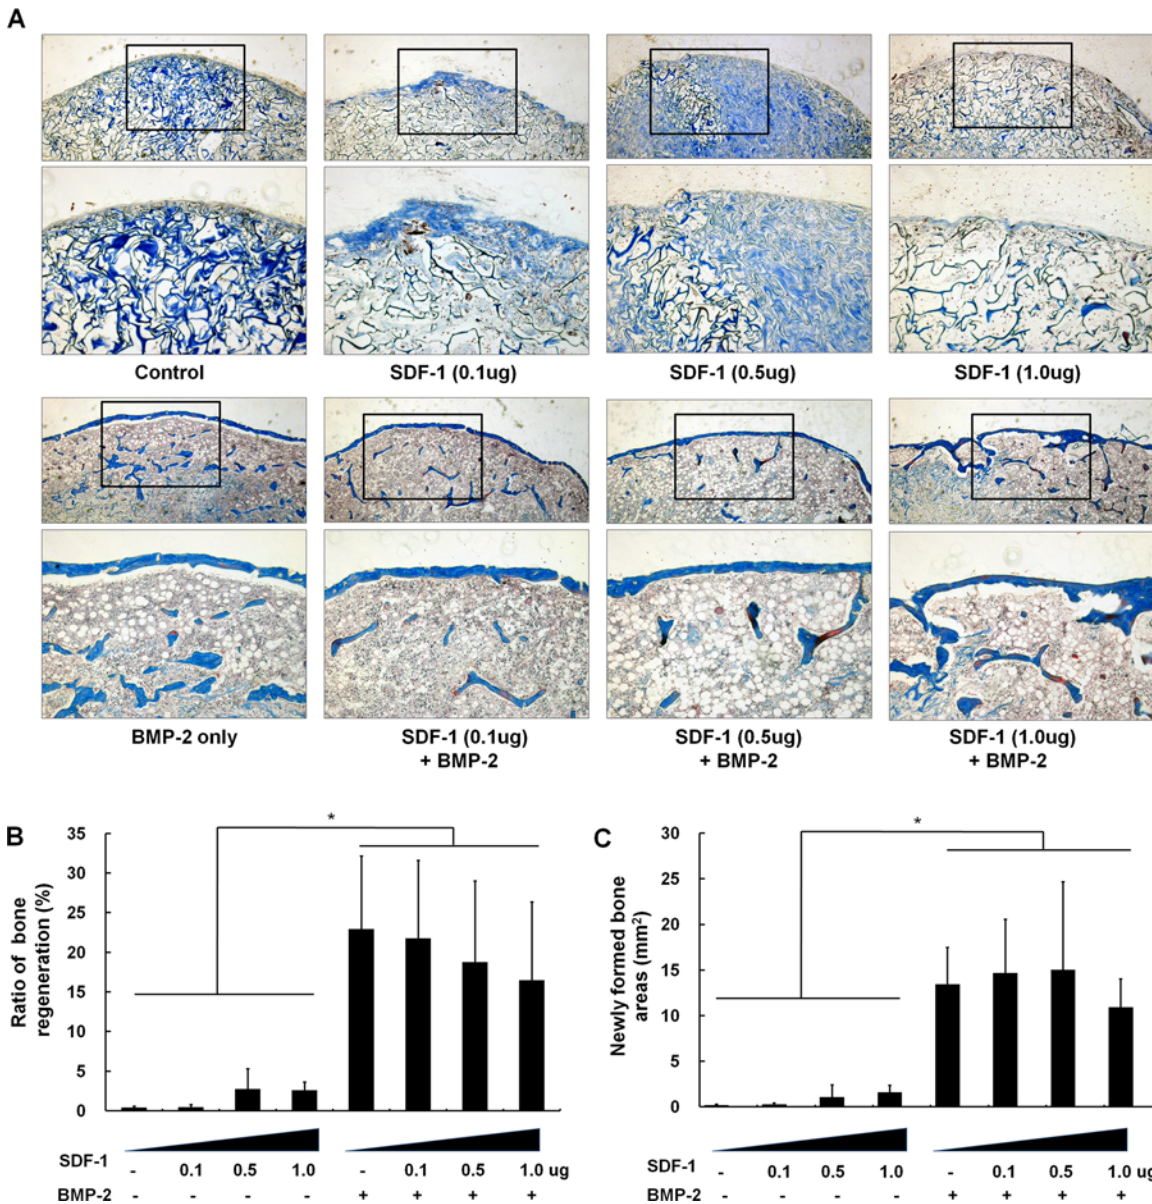 A
Control
SDF-1 (0.1ug)
SDF-1 (0.5ug)
SDF-1 (1.0ug)
BMP-2 only
SDF-1 (0.1ug)
+ BMP-2
SDF-1 (0.5ug)
+ BMP-2
SDF-1 (1.0ug)
+ BMP-2
B
Ratio of bone
regeneration (%)
35
30
25
20
15
10
5
0
*
SDF-1 - 0.1 0.5 1.0 - 0.1 0.5 1.0 ug
BMP-2 - - - - + + + +
C
Newly formed bone
areas (mm²)
30
25
20
15
10
5
0
*
SDF-1 - 0.1 0.5 1.0 - 0.1 0.5 1.0 ug
BMP-2 - - - - + + + +